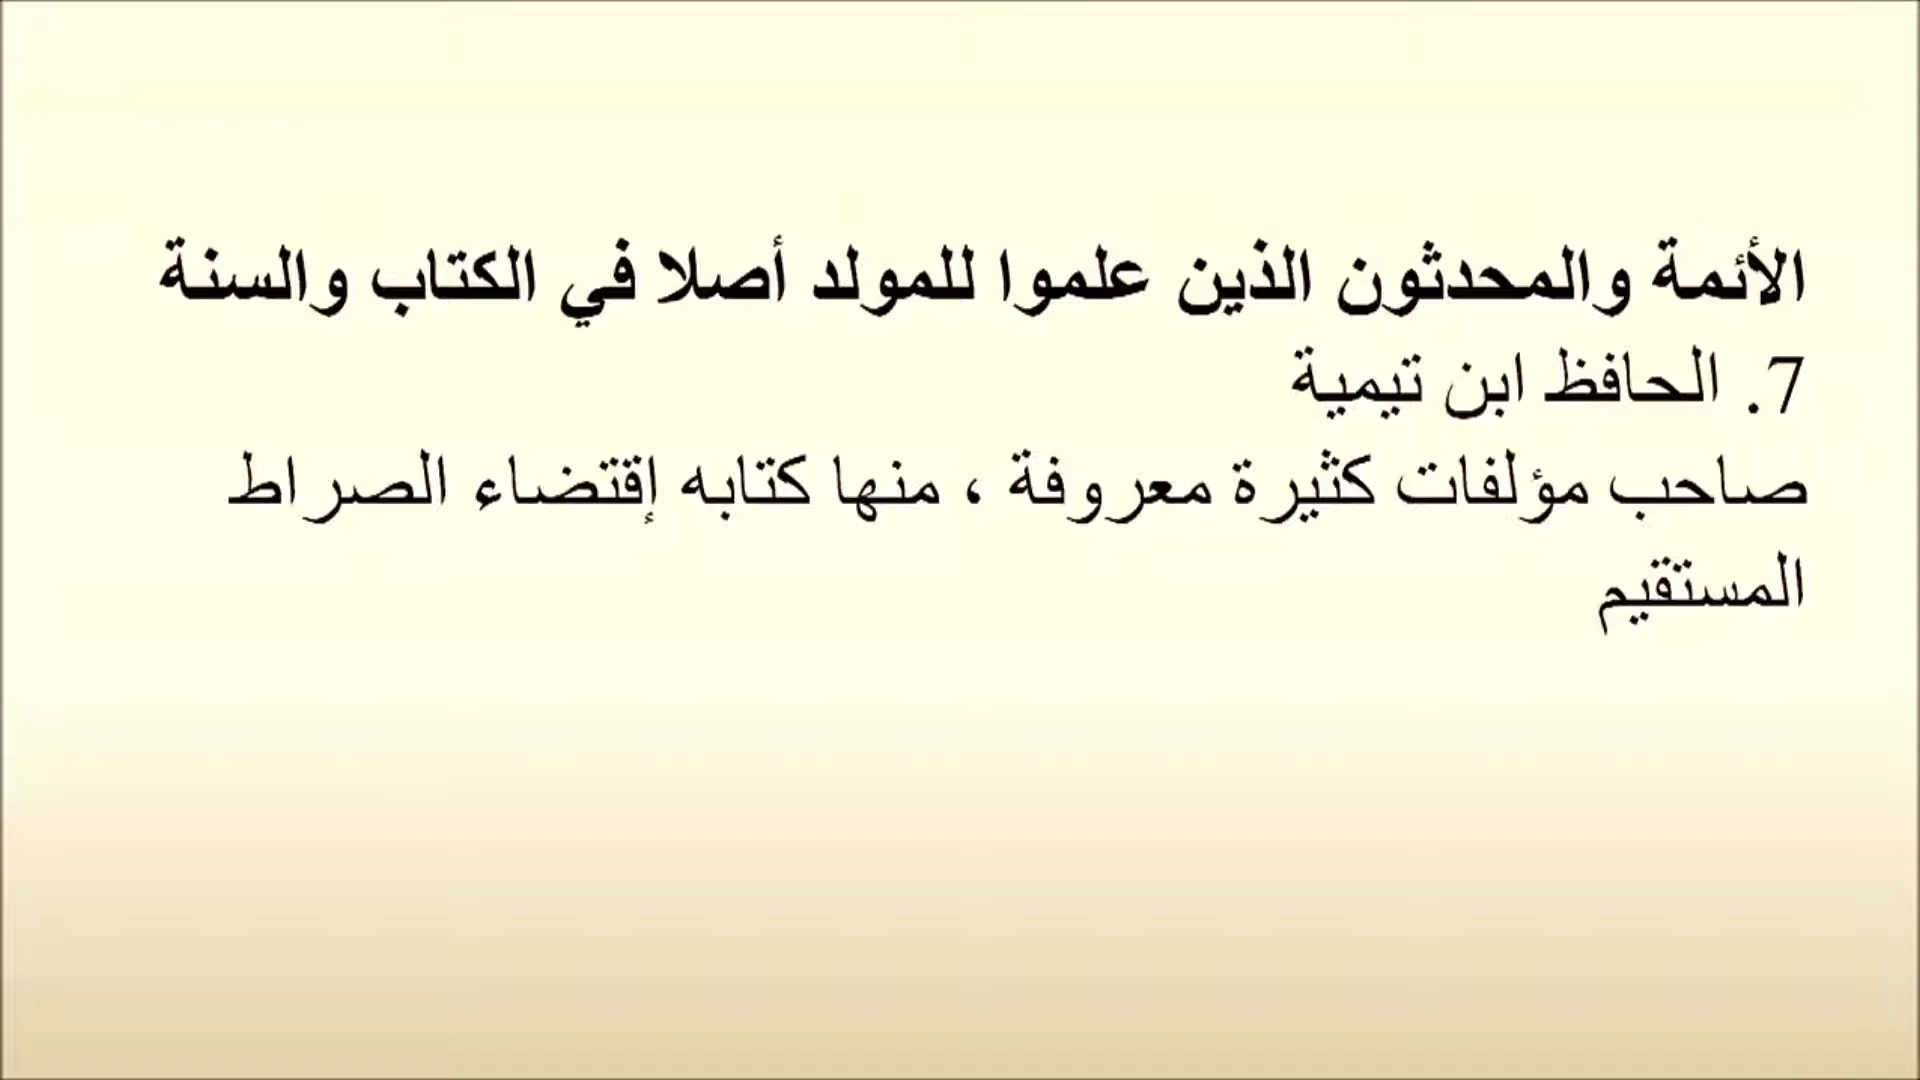 الأئمة والمحدثون الذين علموا للمولد أصلا في الكتاب والسنة
7. الحافظ ابن تيمية
صاحب مؤلفات كثيرة معروفة ، منها كتابه إقتضاء الصراط
المستقيم